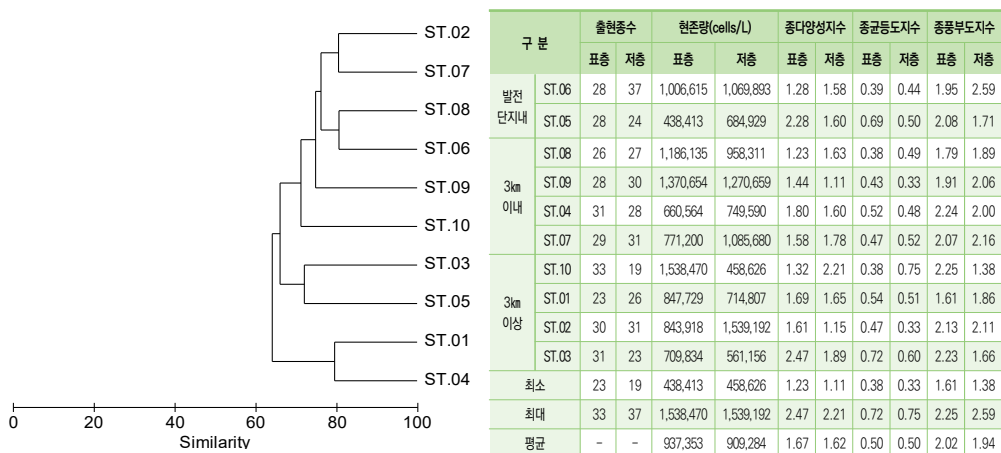 ST.02
ST.07
ST.08
ST.06
ST.09
ST.10
ST.03
ST.05
ST.01
ST.04
0 20 40 60 80 100
Similarity
구 분 출현종수 현존량(cells/L) 종다양성지수 종균등도지수 종풍부도지수
표층 저층 표층 저층 표층 저층 표층 저층 표층 저층
발전 단지내 ST.06 28 37 1,006,615 1,069,893 1.28 1.58 0.39 0.44 1.95 2.59
ST.05 28 24 438,413 684,929 2.28 1.60 0.69 0.50 2.08 1.71
3㎞ 이내 ST.08 26 27 1,186,135 958,311 1.23 1.63 0.38 0.49 1.79 1.89
ST.09 28 30 1,370,654 1,270,659 1.44 1.11 0.43 0.33 1.91 2.06
ST.04 31 28 660,564 749,590 1.80 1.60 0.52 0.48 2.24 2.00
ST.07 29 31 771,200 1,085,680 1.58 1.78 0.47 0.52 2.07 2.16
3㎞ 이상 ST.10 33 19 1,538,470 458,626 1.32 2.21 0.38 0.75 2.25 1.38
ST.01 23 26 847,729 714,807 1.69 1.65 0.54 0.51 1.61 1.86
ST.02 30 31 843,918 1,539,192 1.61 1.15 0.47 0.33 2.13 2.11
ST.03 31 23 709,834 561,156 2.47 1.89 0.72 0.60 2.23 1.66
최소 23 19 438,413 458,626 1.23 1.11 0.38 0.33 1.61 1.38
최대 33 37 1,538,470 1,539,192 2.47 2.21 0.72 0.75 2.25 2.59
평균 - - 937,353 909,284 1.67 1.62 0.50 0.50 2.02 1.94